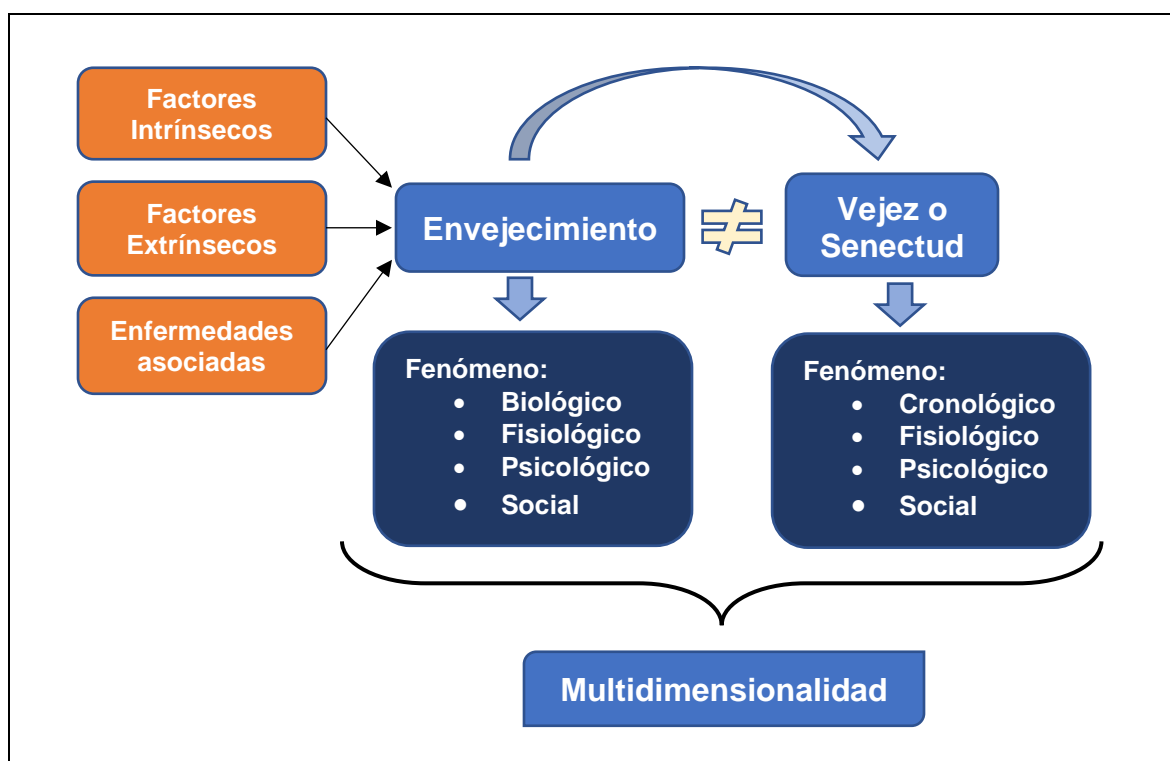 Factores
Intrínsecos
Factores
Extrínsecos
Enfermedades
asociadas
Envejecimiento
≠
Vejez o
Senectud
Fenómeno:
• Biológico
• Fisiológico
• Psicológico
• Social
Fenómeno:
• Cronológico
• Fisiológico
• Psicológico
• Social
Multidimensionalidad